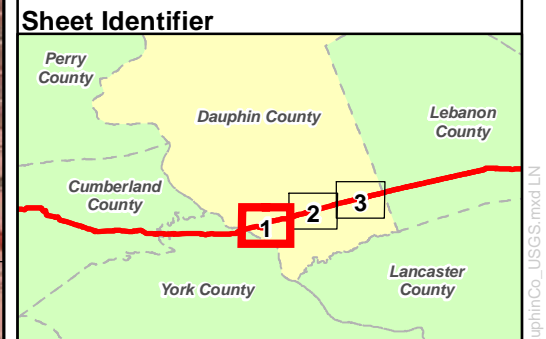 Sheet Identifier
Perry
County
Dauphin County
Lebanon
County
Cumberland
County
1
2
3
York County
Lancaster
County
uphinCo_USGS.mxd LN